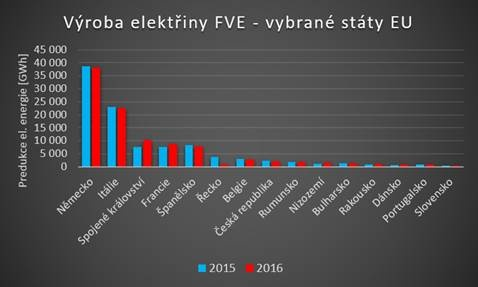 Výroba elektřiny FVE - vybrané státy EU
Predukce el. energie [GWh]
45 000
40 000
35 000
30 000
25 000
20 000
15 000
10 000
5 000
0
Německo
Itálie
Spojené království
Francie
Španělsko
Řecko
Belgie
Česká republika
Rumunsko
Nizozemí
Bulharsko
Rakousko
Dánsko
Portugalsko
Slovensko
2015
2016